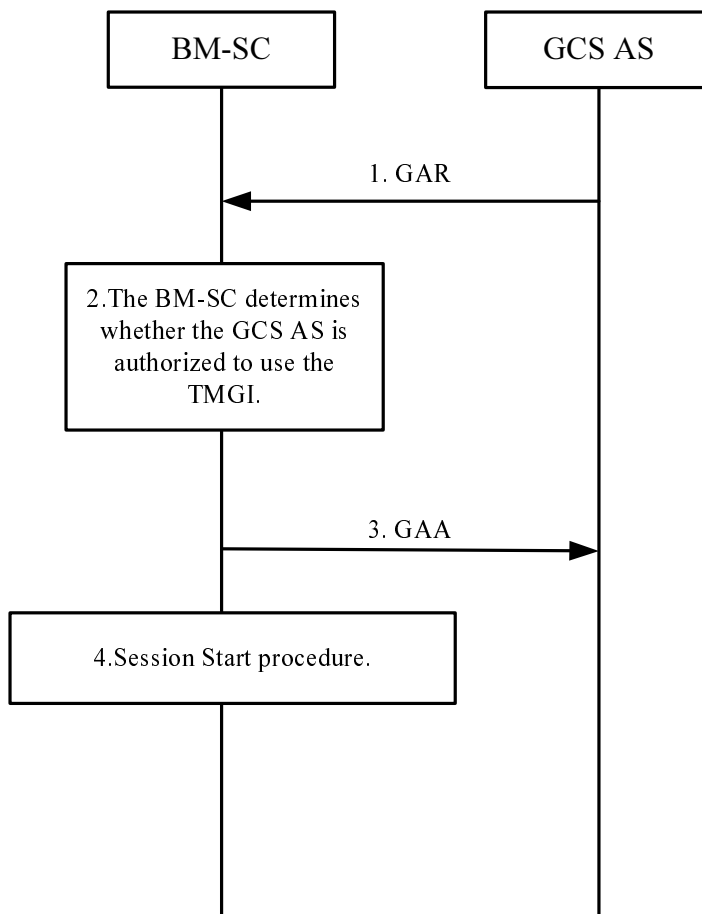 BM-SC
GCS AS
1. GAR
2.The BM-SC determines
whether the GCS AS is
authorized to use the
TMGI.
3. GAA
4.Session Start procedure.